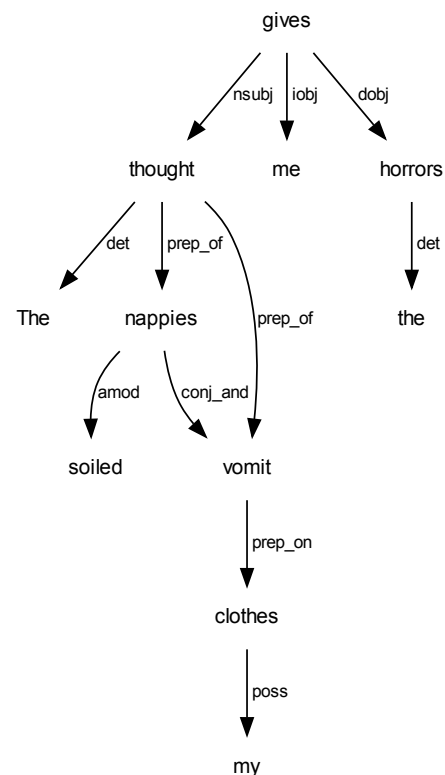 gives
nsubj iobj dobj
thought me horrors
det prep_of det
The nappies prep_of the
amod conj_and
soiled vomit
prep_on
clothes
poss
my